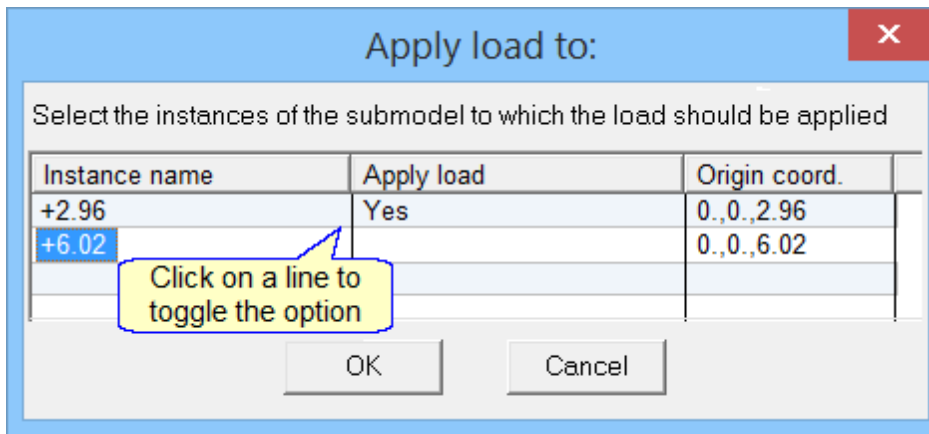 Apply load to:
×
Select the instances of the submodel to which the load should be applied
Instance name Apply load Origin coord.
+2.96 Yes 0.,0.,2.96
+6.02 0.,0.,6.02
Click on a line to
toggle the option
OK Cancel